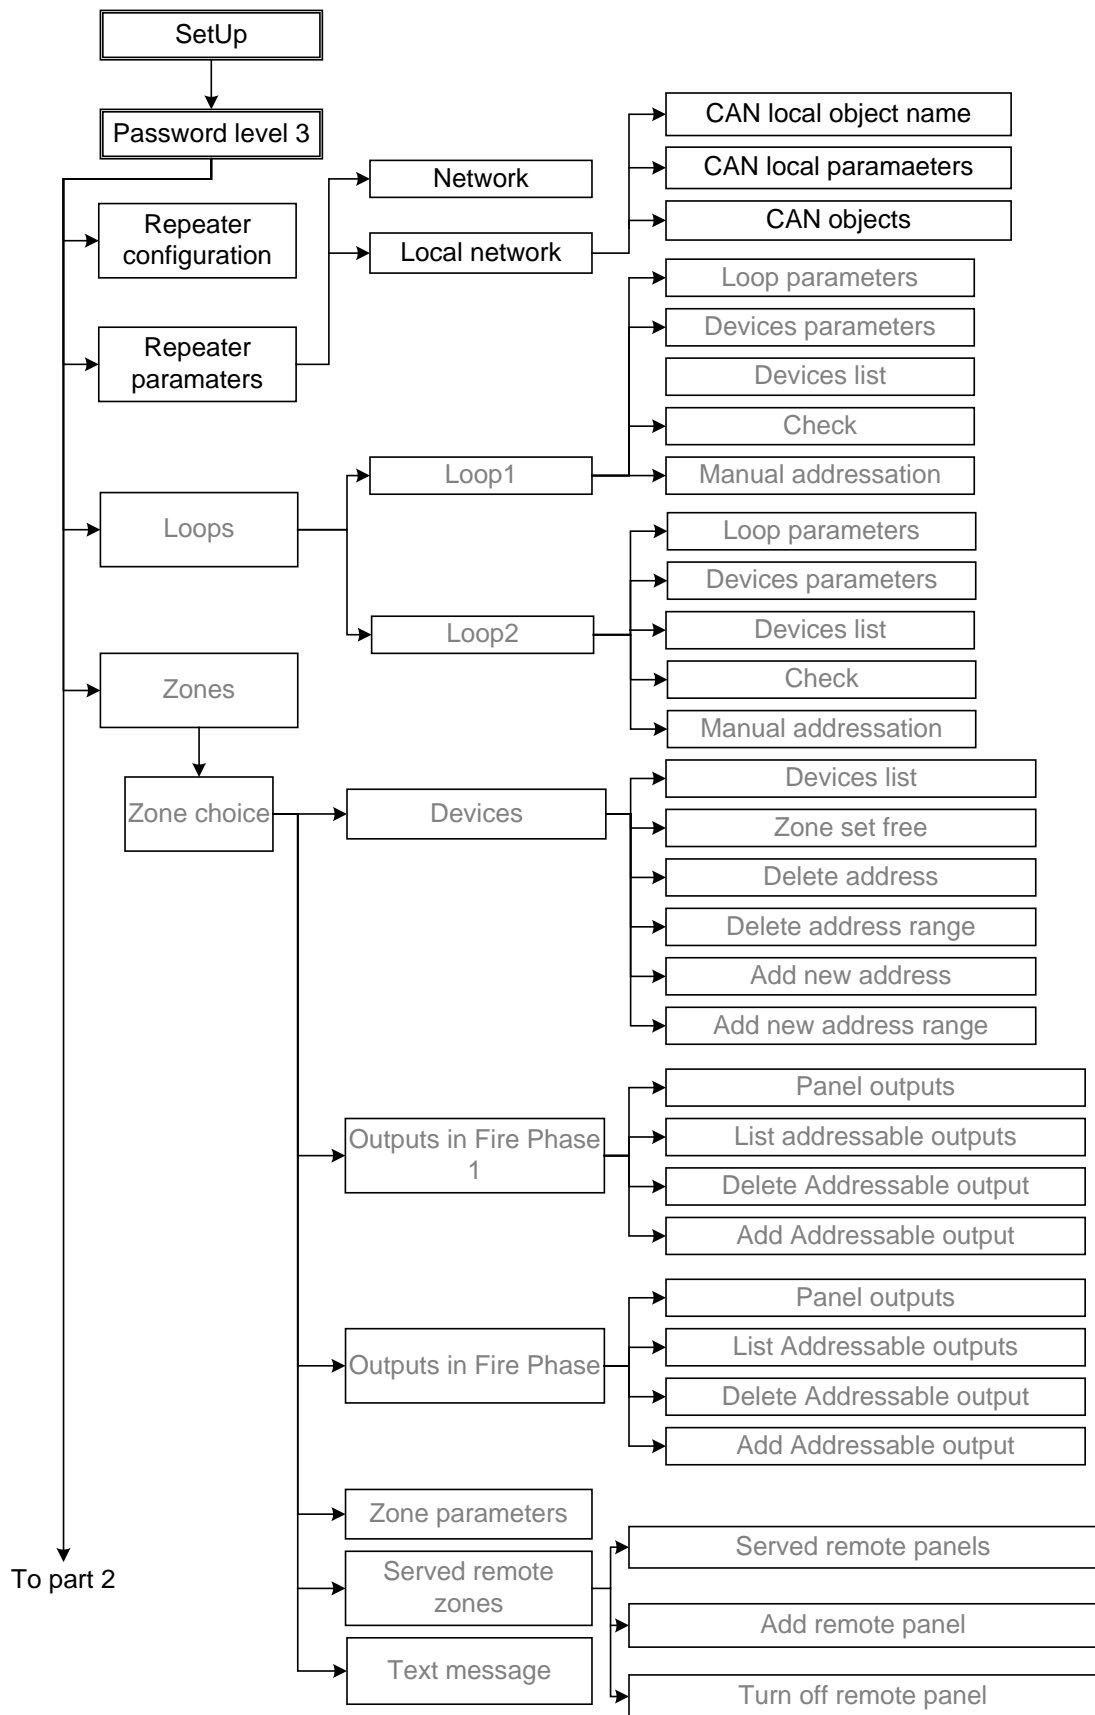 SetUp
Password level 3
Repeater
configuration
Repeater
paramaters
Network
Local network
CAN local object name
CAN local paramaeters
CAN objects
Loops
Loop1
Loop parameters
Devices parameters
Devices list
Check
Manual addressation
Loop2
Loop parameters
Devices parameters
Devices list
Check
Manual addressation
Zones
Zone choice
Devices
Devices list
Zone set free
Delete address
Delete address range
Add new address
Add new address range
Outputs in Fire Phase
1
Panel outputs
List addressable outputs
Delete Addressable output
Add Addressable output
Outputs in Fire Phase
Panel outputs
List Addressable outputs
Delete Addressable output
Add Addressable output
Zone parameters
Served remote
zones
Served remote panels
Add remote panel
Turn off remote panel
Text message
To part 2